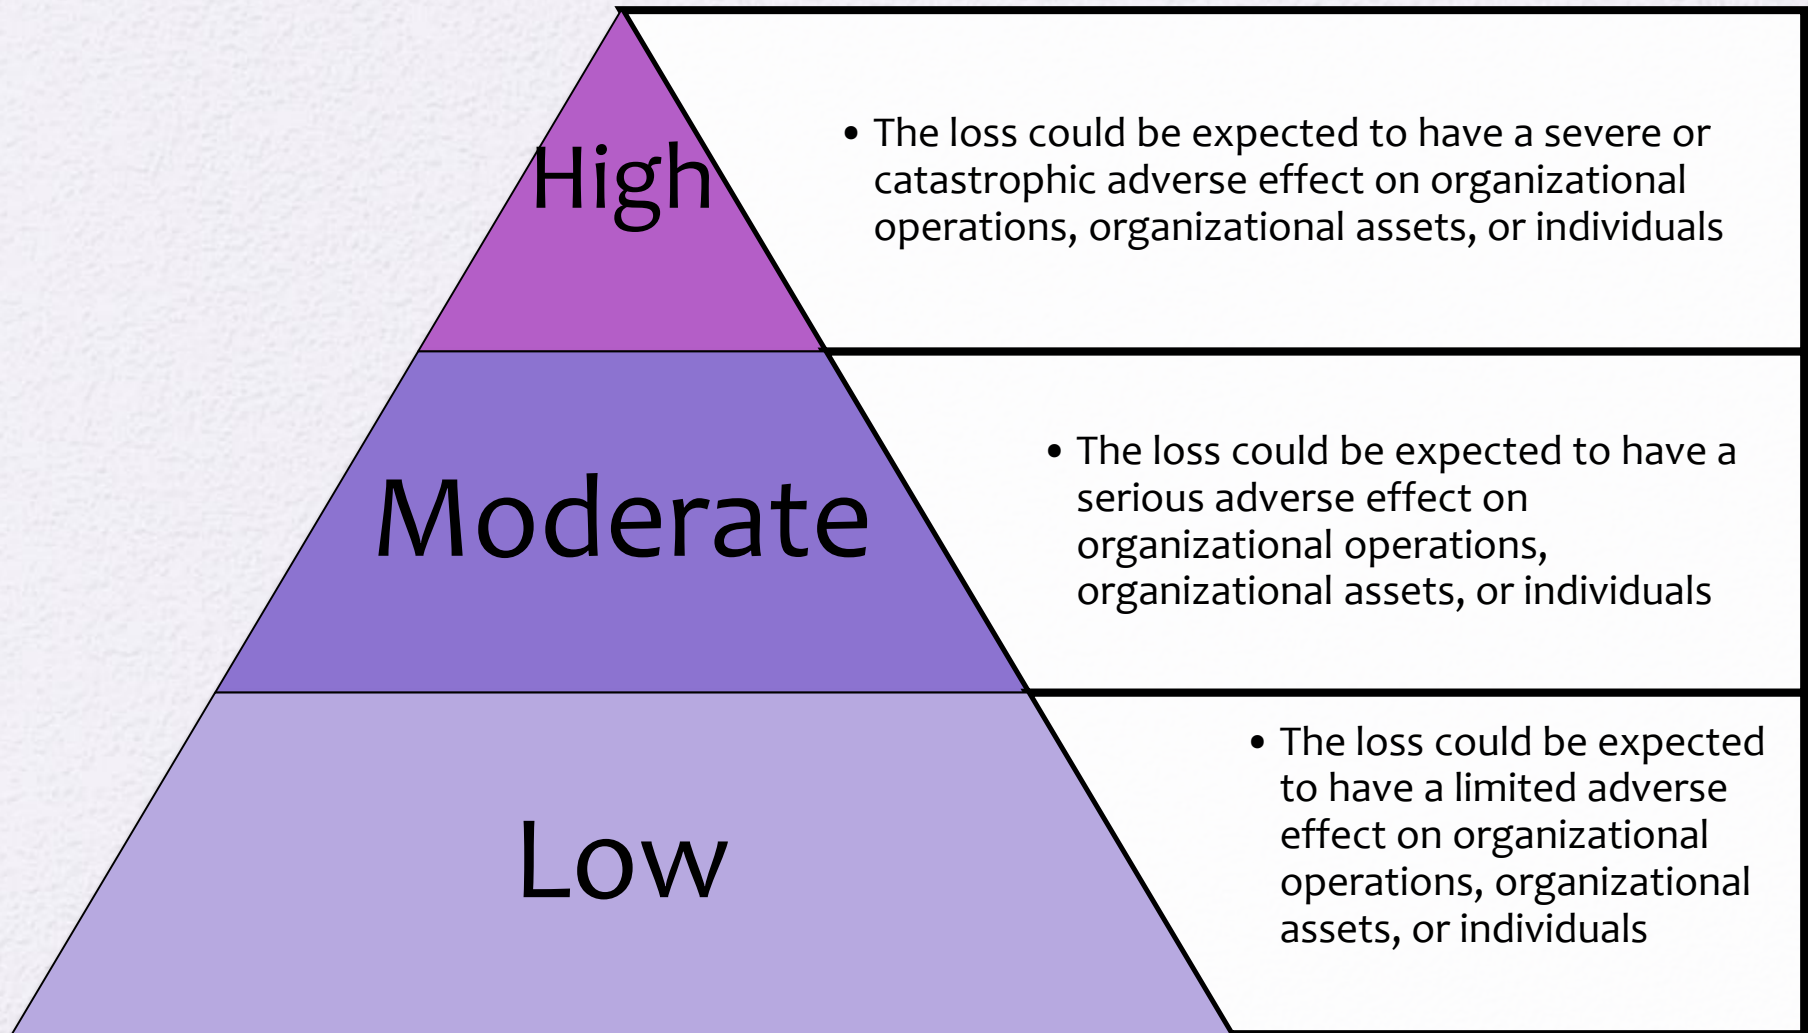 High
• The loss could be expected to have a severe or
catastrophic adverse effect on organizational
operations, organizational assets, or individuals
Moderate
• The loss could be expected to have a
serious adverse effect on
organizational operations,
organizational assets, or individuals
Low
• The loss could be expected
to have a limited adverse
effect on organizational
operations, organizational
assets, or individuals